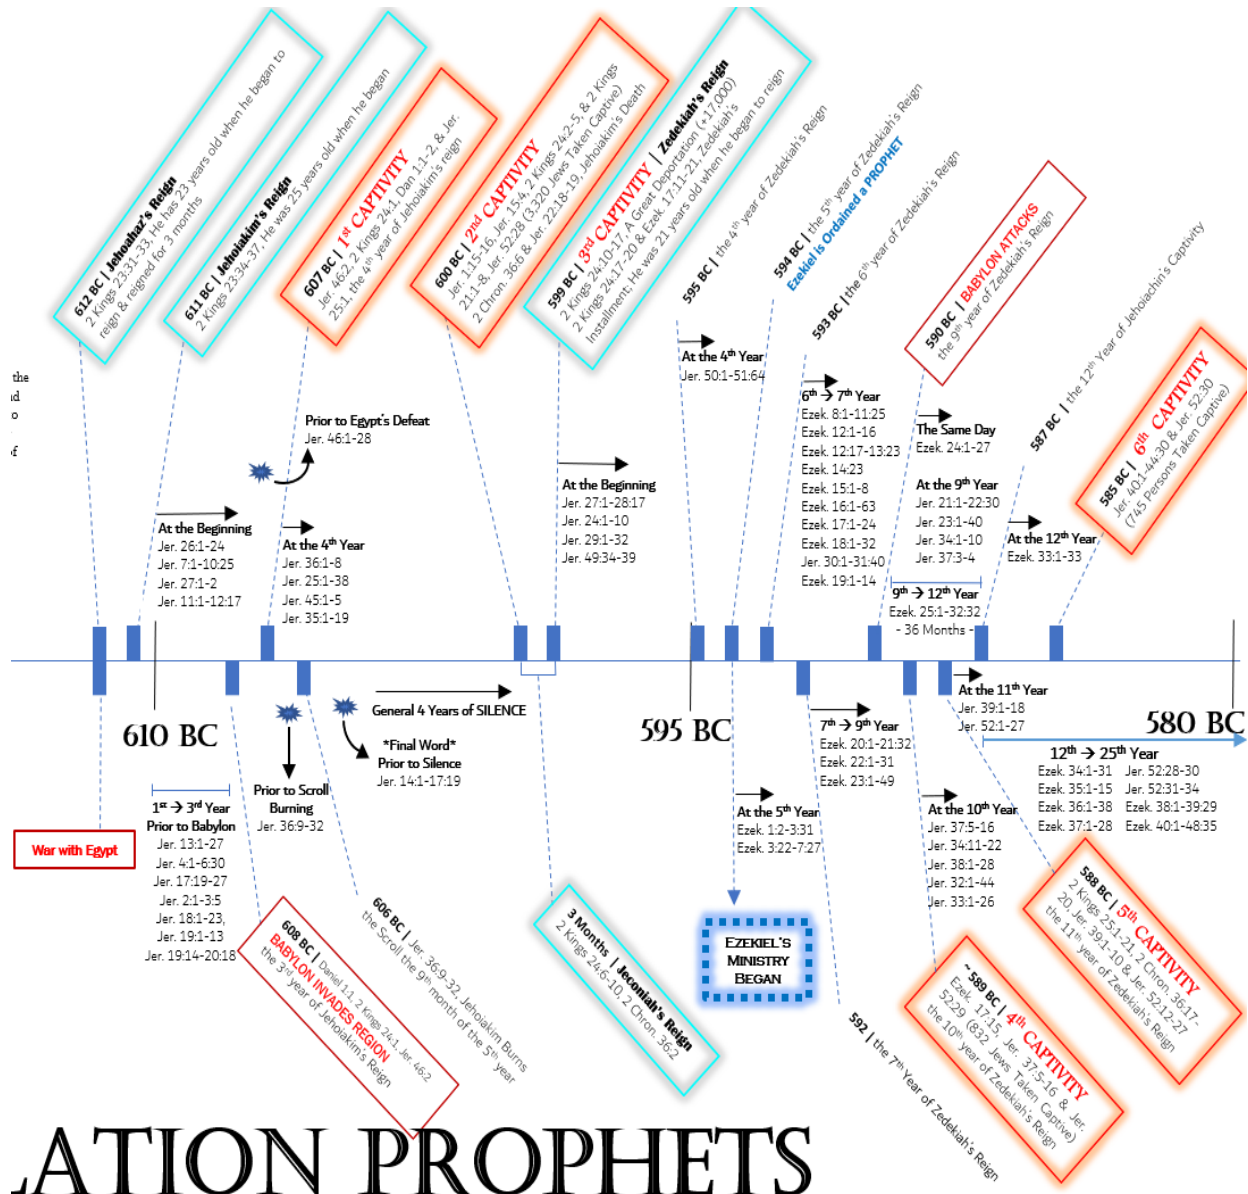 612 BC | Jehoahaz's Reign
2 Kings 23:31-33, He has 23 years old when he began to
reign & reigned for 3 months
611 BC | Jehoiakim's Reign
2 Kings 23:34-37, He was 25 years old when he began
607 BC | 1st CAPTIVITY
Jer. 46:2, 2 Kings 24:1, Dan 1:1-2 & Jer.
25:1, the 4th year of Jehoiakim's reign
600 BC | 2nd CAPTIVITY
Jer. 1:15-16, Jer. 15:4, 2 Kings 24:2-5, & 2 Kings
21:1-8, Jer. 52:28 (3,320 Jews Taken Captive)
2 Chron. 36:6 & Jer. 22:18-19, Jehoiakim's Death
599 BC | 3rd CAPTIVITY | Zedekiah's Reign
2 Kings 24:10-17, A Great Deportation (+17,000)
2 Kings 24:17-20 & Ezek. 17:11-21, Zedekiah's
Installment; He was 21 years old when he began to reign
595 BC | the 4th year of Zedekiah's Reign
594 BC | the 5th year of Zedekiah's Reign
Ezekiel is Ordained a PROPHET
593 BC | the 6th year of Zedekiah's Reign
590 BC | BABYLON ATTACKS
the 9th year of Zedekiah's Reign
587 BC | the 12th Year of Jehoiachin's Captivity
585 BC | 6th CAPTIVITY
Jer. 40:1-44:30 & Jer. 52:30
(745 Persons Taken Captive)
the
o
of
Prior to Egypt's Defeat
Jer. 46:1-28
At the Beginning
Jer. 26:1-24
Jer. 7:1-10:25
Jer. 27:1-2
Jer. 11:1-12:17
At the 4th Year
Jer. 36:1-8
Jer. 25:1-38
Jer. 45:1-5
Jer. 35:1-19
At the Beginning
Jer. 27:1-28:17
Jer. 24:1-10
Jer. 29:1-32
Jer. 49:34-39
At the 4th Year
Jer. 50:1-51:64
6th → 7th Year
Ezek. 8:1-11:25
Ezek. 12:1-16
Ezek. 12:17-13:23
Ezek. 14:23
Ezek. 15:1-8
Ezek. 16:1-63
Ezek. 17:1-24
Ezek. 18:1-32
Jer. 30:1-31:40
Ezek. 19:1-14
The Same Day
Ezek. 24:1-27
At the 9th Year
Jer. 21:1-22:30
Jer. 23:1-40
Jer. 34:1-10
Jer. 37:3-4
9th → 12th Year
Ezek. 25:1-32:32
- 36 Months -
At the 12th Year
Ezek. 33:1-33
610 BC
595 BC
580 BC
General 4 Years of SILENCE
*Final Word*
Prior to Silence
Jer. 14:1-17:19
Prior to Scroll
Burning
Jer. 36:9-32
1st → 3rd Year
Prior to Babylon
Jer. 13:1-27
Jer. 4:1-6:30
Jer. 17:19-27
Jer. 2:1-3:5
Jer. 18:1-23,
Jer. 19:1-13
Jer. 19:14-20:18
War with Egypt
At the 5th Year
Ezek. 1:2-3:31
Ezek. 3:22-7:27
7th → 9th Year
Ezek. 20:1-21:32
Ezek. 22:1-31
Ezek. 23:1-49
At the 10th Year
Jer. 37:5-16
Jer. 34:11-22
Jer. 38:1-28
Jer. 32:1-44
Jer. 33:1-26
At the 11th Year
Jer. 39:1-18
Jer. 52:1-27
12th → 25th Year
Ezek. 34:1-31 Jer. 52:28-30
Ezek. 35:1-15 Jer. 52:31-34
Ezek. 36:1-38 Ezek. 38:1-39:29
Ezek. 37:1-28 Ezek. 40:1-48:35
608 BC | Daniel 1:1, 2 Kings 24:1, Jer. 46:2
BABYLON INVADES REGION
the 3rd year of Jehoiakim's Reign
606 BC | Jer. 36:9-32, Jehoiakim Burns
the Scroll the 9th month of the 5th year
3 Months | Jeconiah's Reign
2 Kings 24:6-10, 2 Chron. 36:2
EZEKIEL'S
MINISTRY
BEGAN
592 | the 7th Year of Zedekiah's Reign
~ 589 BC | 4th CAPTIVITY
Ezek. 17:15, Jer. 37:5-16 & Jer.
52:29 (832 Jews Taken Captive)
the 10th year of Zedekiah's Reign
588 BC | 5th CAPTIVITY
2 Kings 25:1-21, 2 Chron. 36:17-
20, Jer. 39:1-10 & Jer. 52:12-27
the 11th year of Zedekiah's Reign
LATION PROPHETS